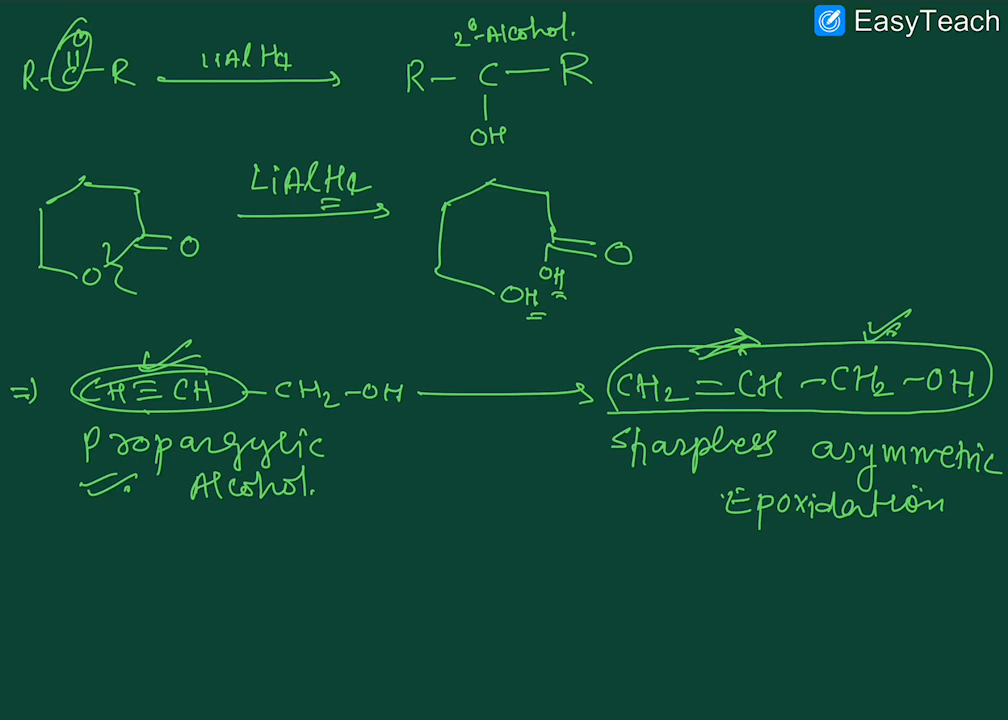 EasyTeach
O
R-C-R LiAlH4 2°-Alcohol.
R-C-R
OH
LiAlH4
O O
O
OH
OH
=> CH≡CH-CH2-OH CH2=CH-CH2-OH
Propargylic Sharpless asymmetric
Alcohol. Epoxidation